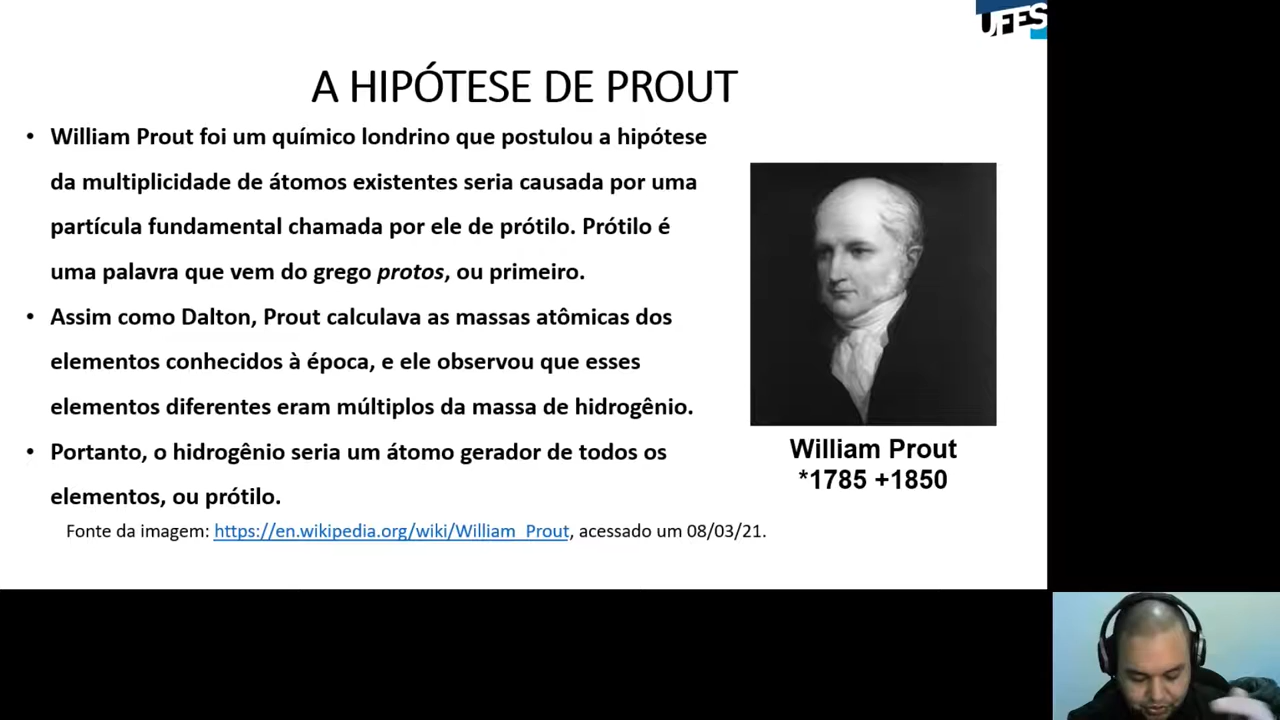 UFES
A HIPÓTESE DE PROUT
• William Prout foi um químico londrino que postulou a hipótese
da multiplicidade de átomos existentes seria causada por uma
partícula fundamental chamada por ele de prótilo. Prótilo é
uma palavra que vem do grego protos, ou primeiro.
• Assim como Dalton, Prout calculava as massas atômicas dos
elementos conhecidos à época, e ele observou que esses
elementos diferentes eram múltiplos da massa de hidrogênio.
• Portanto, o hidrogênio seria um átomo gerador de todos os
elementos, ou prótilo.
William Prout
*1785 +1850
Fonte da imagem: https://en.wikipedia.org/wiki/William_Prout, acessado um 08/03/21.